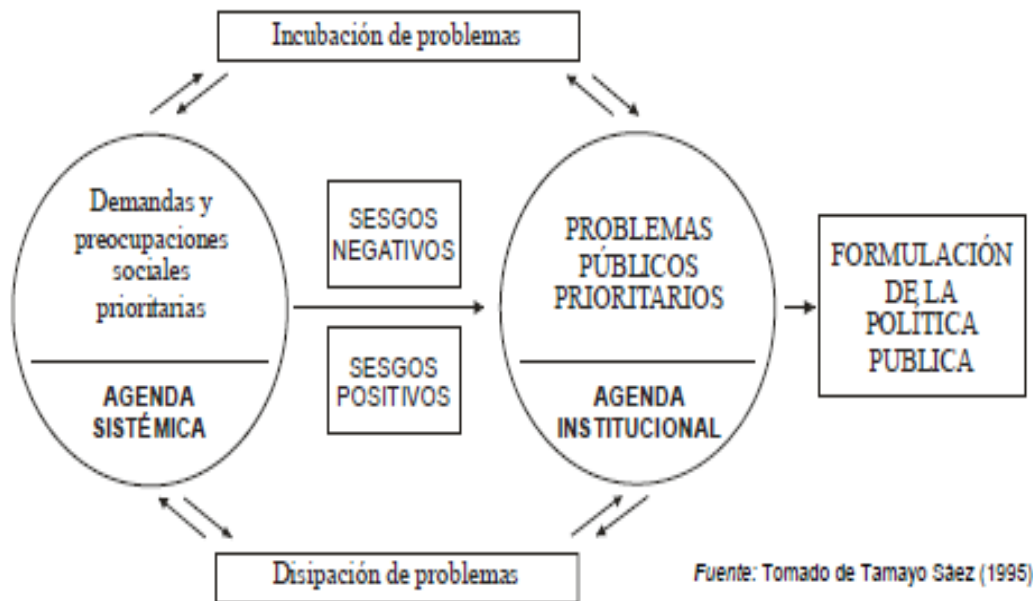 Incubación de problemas
Demandas y
preocupaciones
sociales
prioritarias
AGENDA
SISTÉMICA
SESGOS
NEGATIVOS
SESGOS
POSITIVOS
PROBLEMAS
PÚBLICOS
PRIORITARIOS
AGENDA
INSTITUCIONAL
FORMULACIÓN
DE LA
POLÍTICA
PUBLICA
Disipación de problemas
Fuente: Tomado de Tamayo Sáez (1995)